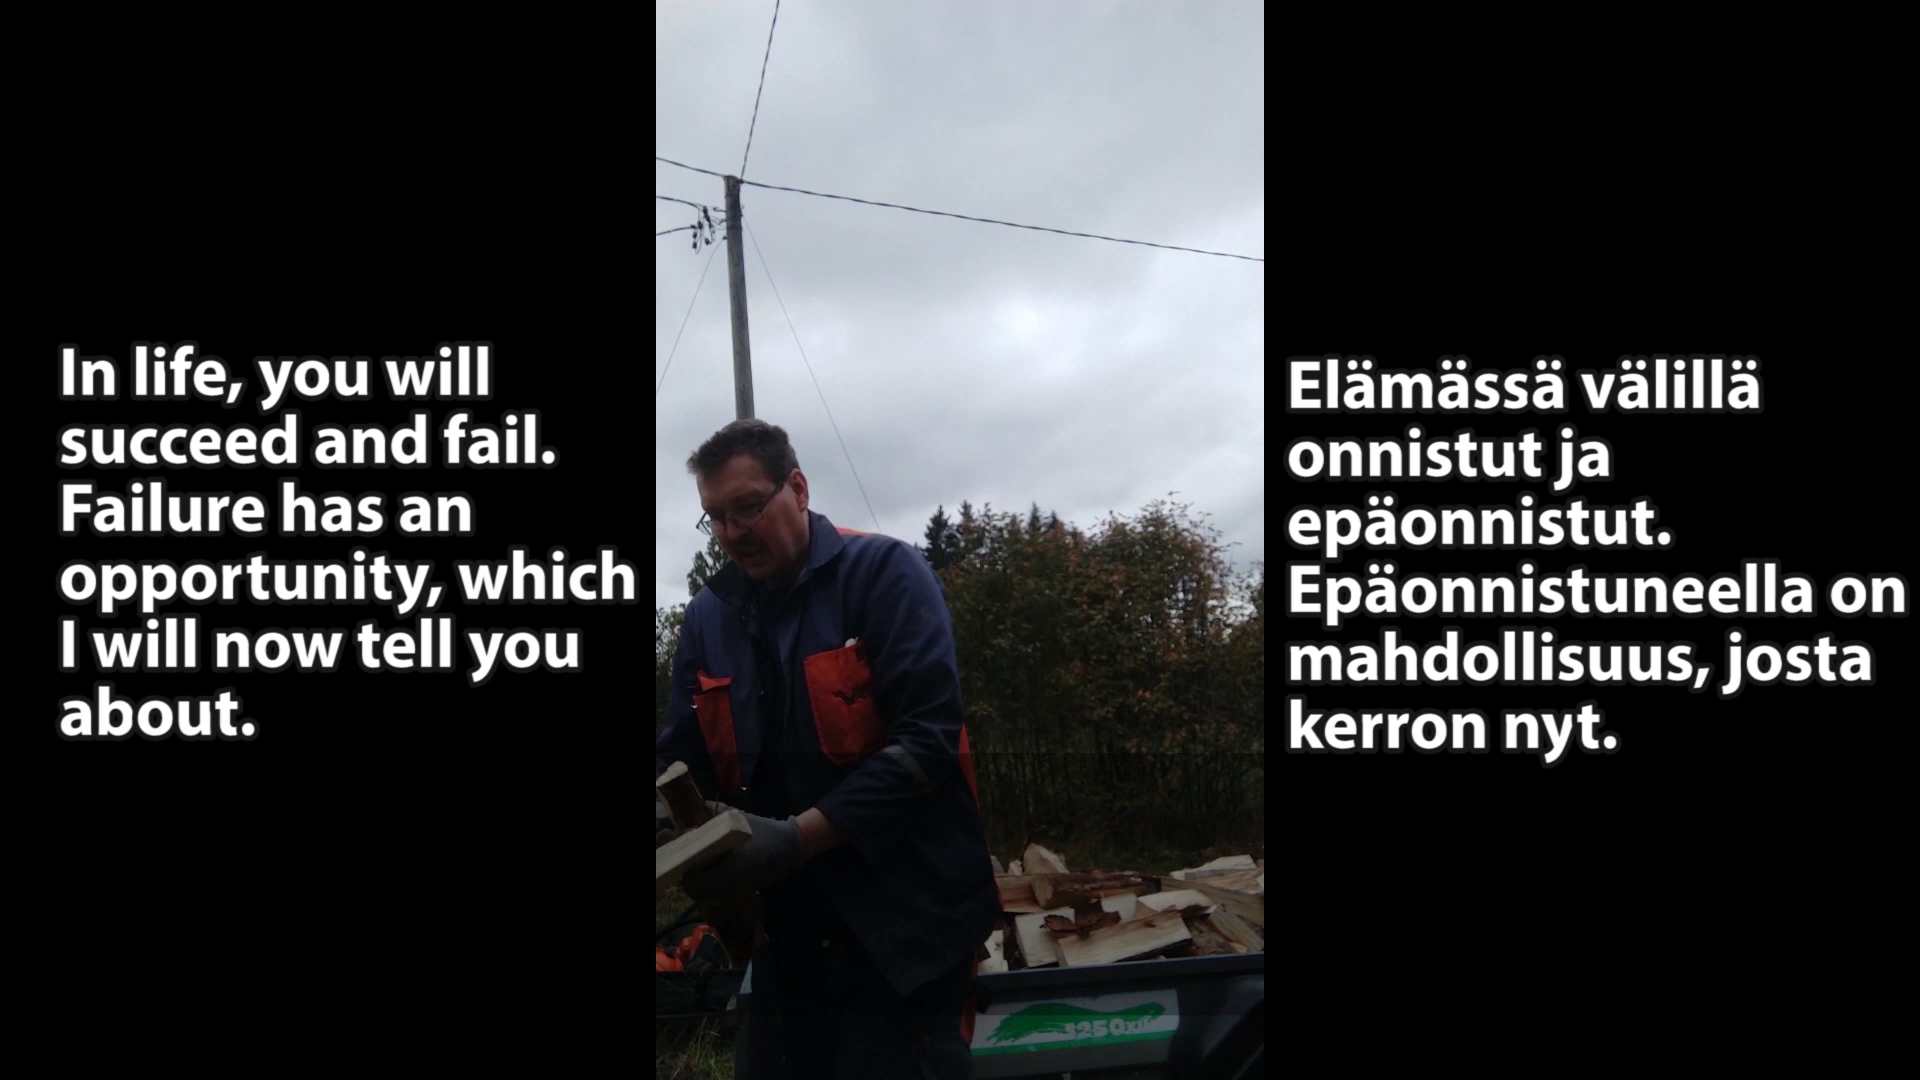 In life, you will
succeed and fail.
Failure has an
opportunity, which
I will now tell you
about.
Elämässä välillä
onnistut ja
epäonnistut.
Epäonnistuneella on
mahdollisuus, josta
kerron nyt.